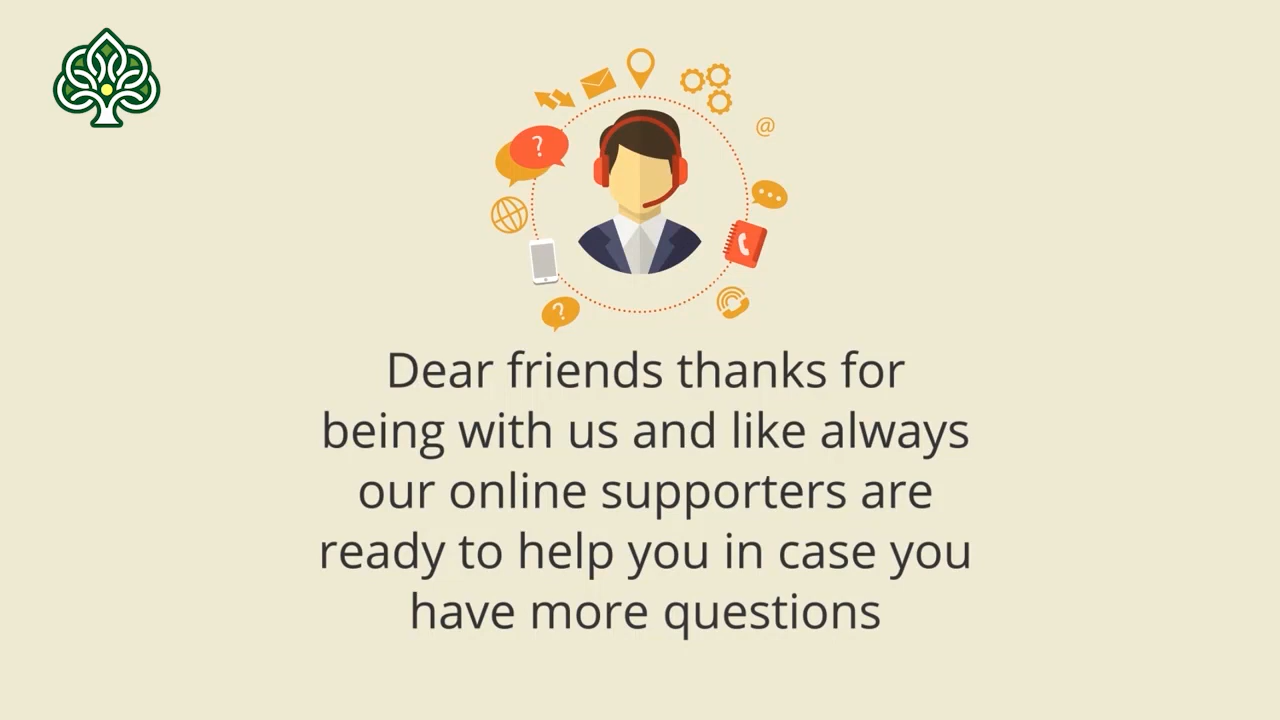 Dear friends thanks for
being with us and like always
our online supporters are
ready to help you in case you
have more questions